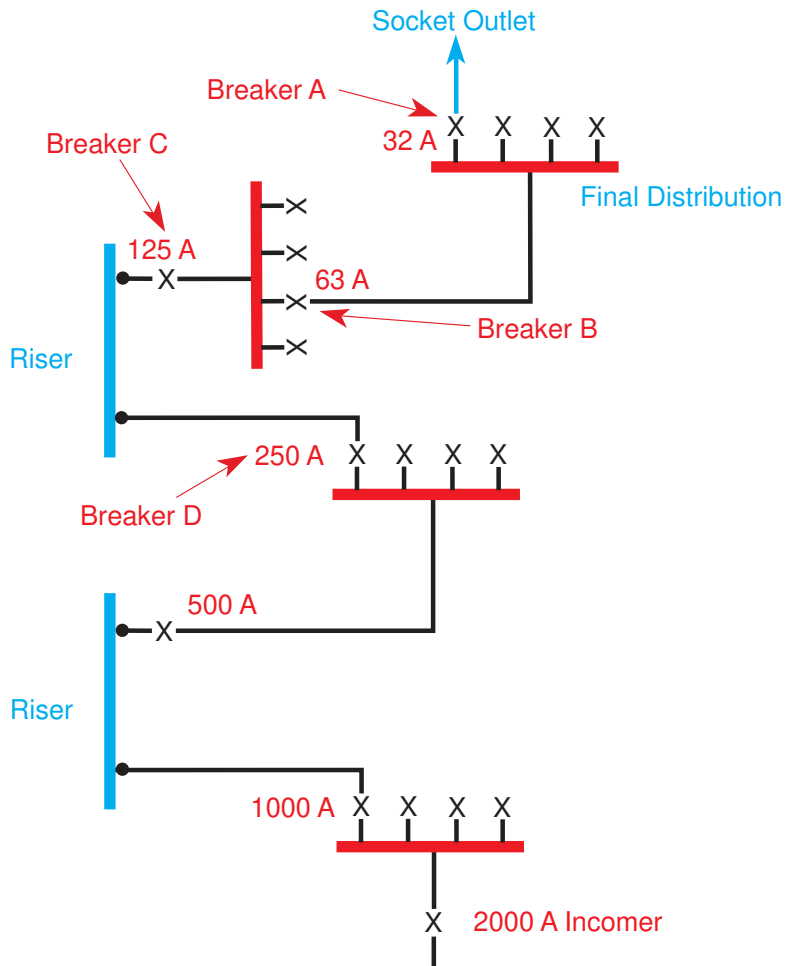 Socket Outlet
Breaker A
32 A
Breaker C
Final Distribution
125 A
63 A
Breaker B
Riser
250 A
Breaker D
500 A
Riser
1000 A
2000 A Incomer